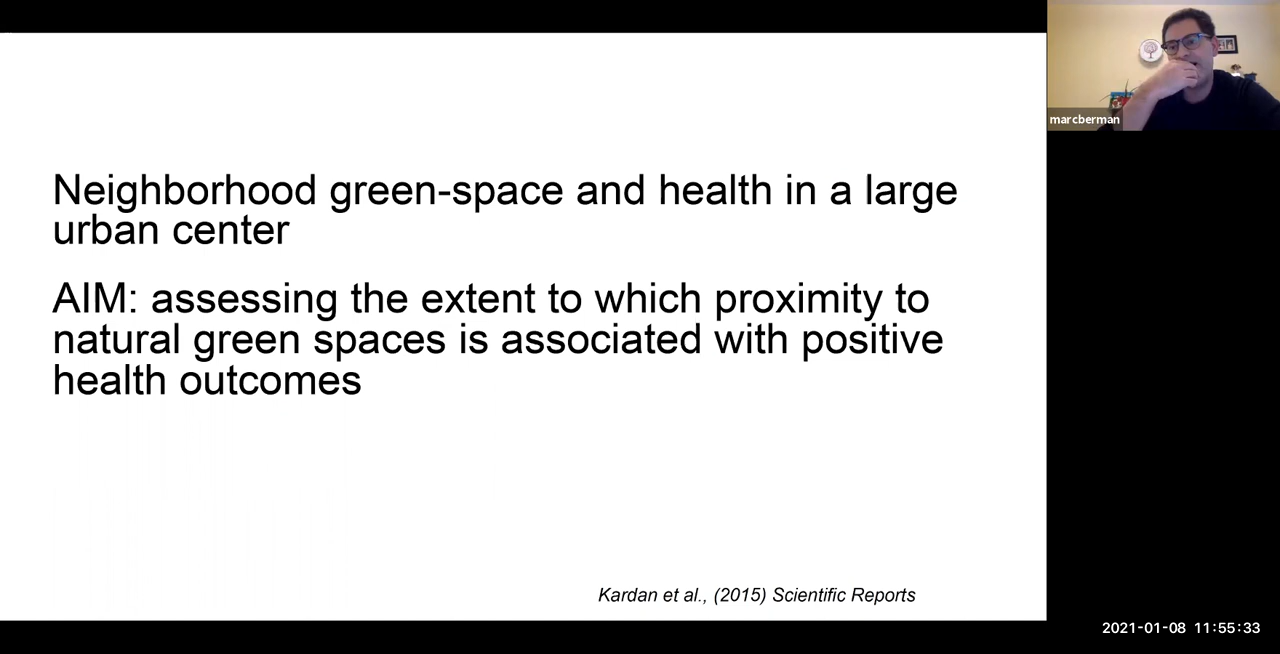 Neighborhood green-space and health in a large
urban center
AIM: assessing the extent to which proximity to
natural green spaces is associated with positive
health outcomes
Kardan et al., (2015) Scientific Reports
marcberman
2021-01-08 11:55:33